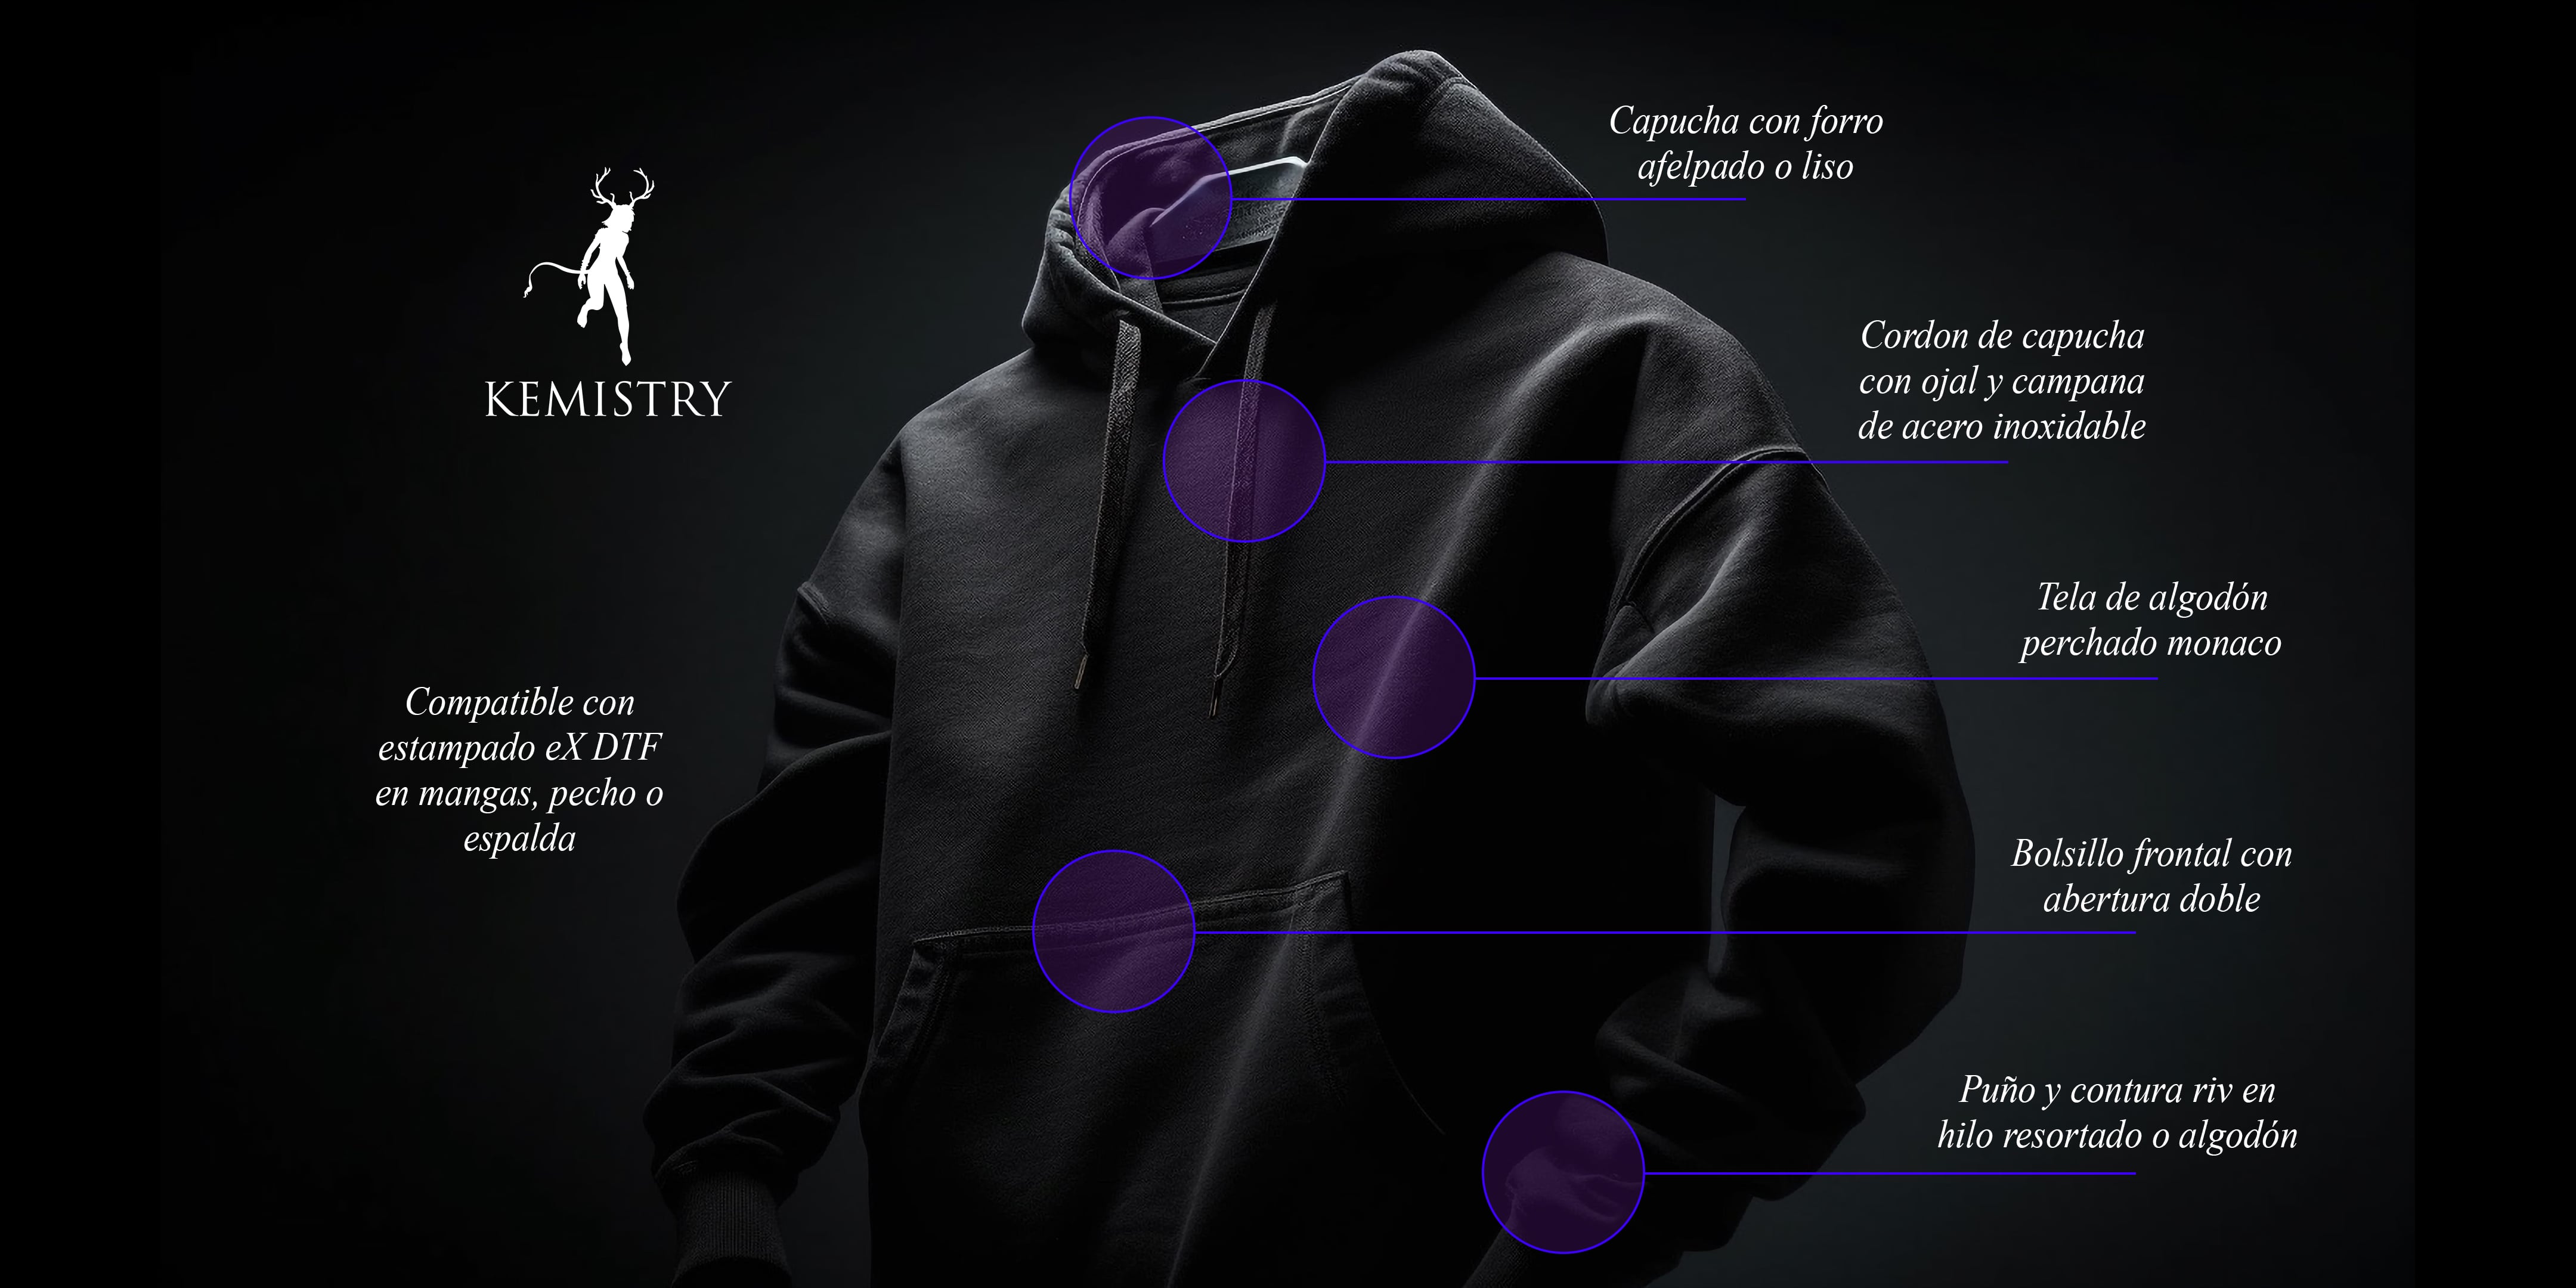 KEMISTRY
Compatible con
estampado eX DTF
en mangas, pecho o
espalda
Capucha con forro
afelpado o liso
Cordon de capucha
con ojal y campana
de acero inoxidable
Tela de algodón
perchado monaco
Bolsillo frontal con
abertura doble
Puño y contura riv en
hilo resortado o algodón